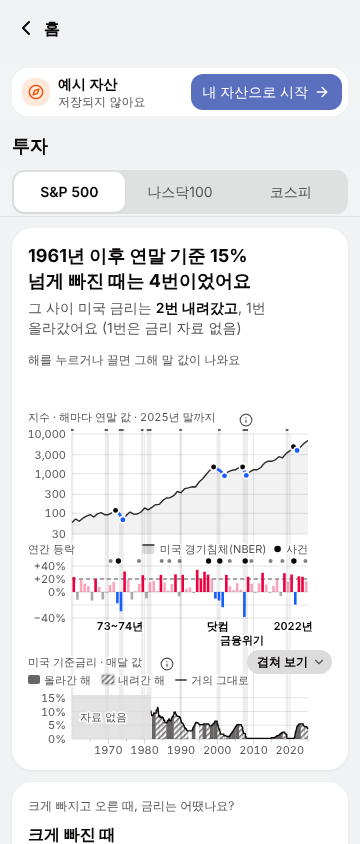 홈
예시 자산
저장되지 않아요
내 자산으로 시작
투자
S&P 500
나스닥100
코스피
1961년 이후 연말 기준 15%
넘게 빠진 때는 4번이었어요
그 사이 미국 금리는 2번 내려갔고, 1번
올라갔어요 (1번은 금리 자료 없음)
해를 누르거나 끌면 그해 말 값이 나와요
지수 · 해마다 연말 값 · 2025년 말까지
10,000
3,000
1,000
300
100
30
연간 등락
미국 경기침체(NBER)
사건
+40%
+20%
0%
−40%
73~74년
닷컴
2022년
금융위기
미국 기준금리 · 매달 값
겹쳐 보기
올라간 해
내려간 해
거의 그대로
15%
10%
5%
0%
자료 없음
1970 1980 1990 2000 2010 2020
크게 빠지고 오른 때, 금리는 어땠나요?
크게 빠진 때